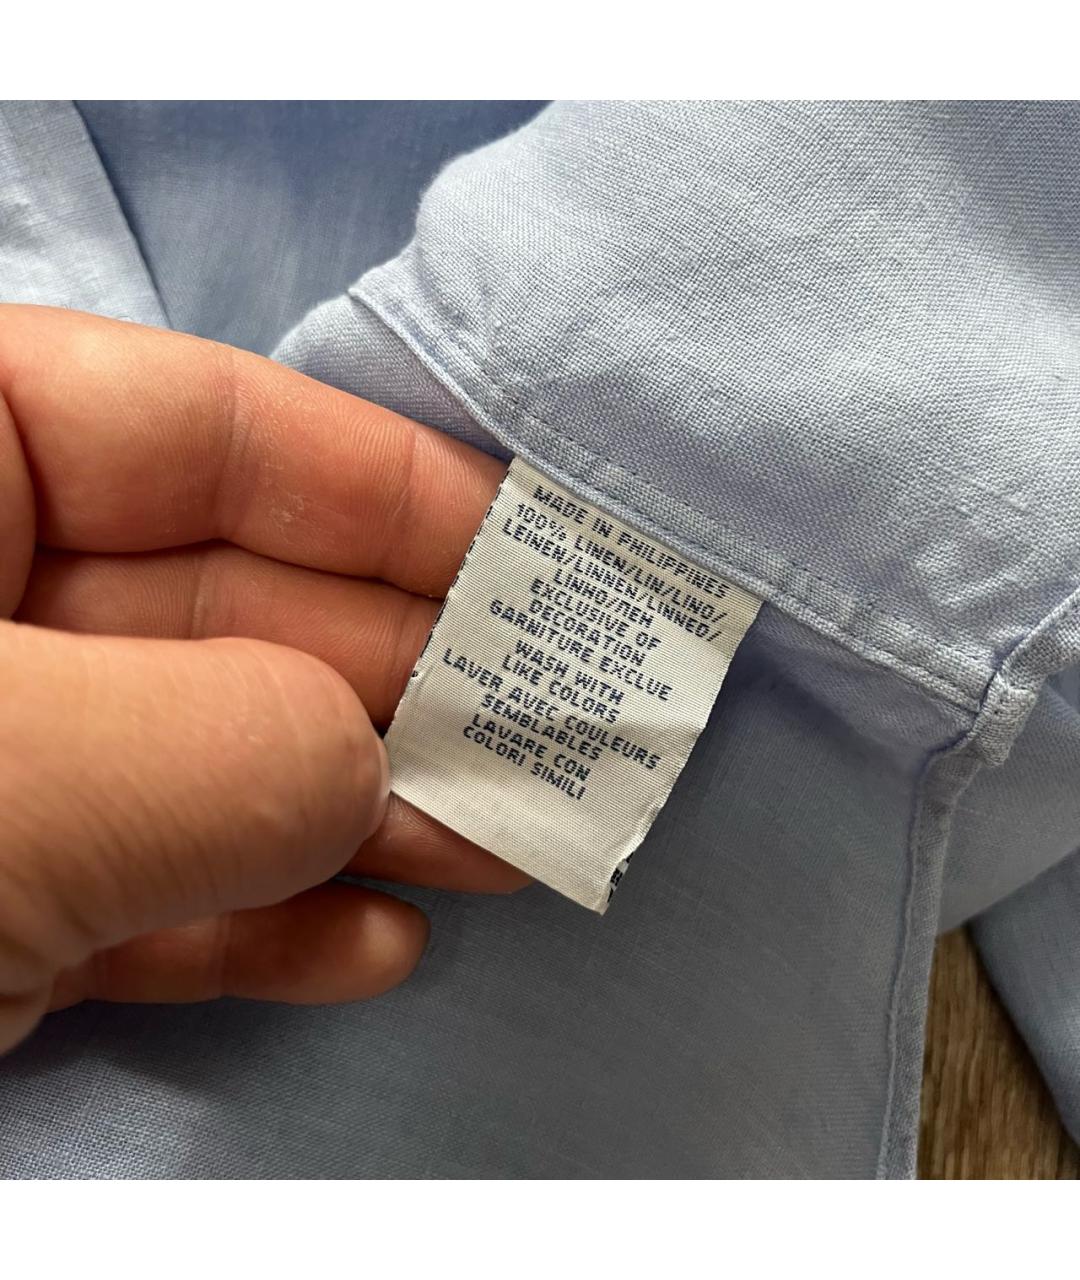 MADE IN PHILIPPINES
100% LINEN/LIN/LINO/
LEINEN/LINNEN/LINNED/
LINHO/ЛЕН
EXCLUSIVE OF
DECORATION
GARNITURE EXCLUE
WASH WITH
LIKE COLORS
LAVER AVEC COULEURS
SEMBLABLES
LAVARE CON
COLORI SIMILI